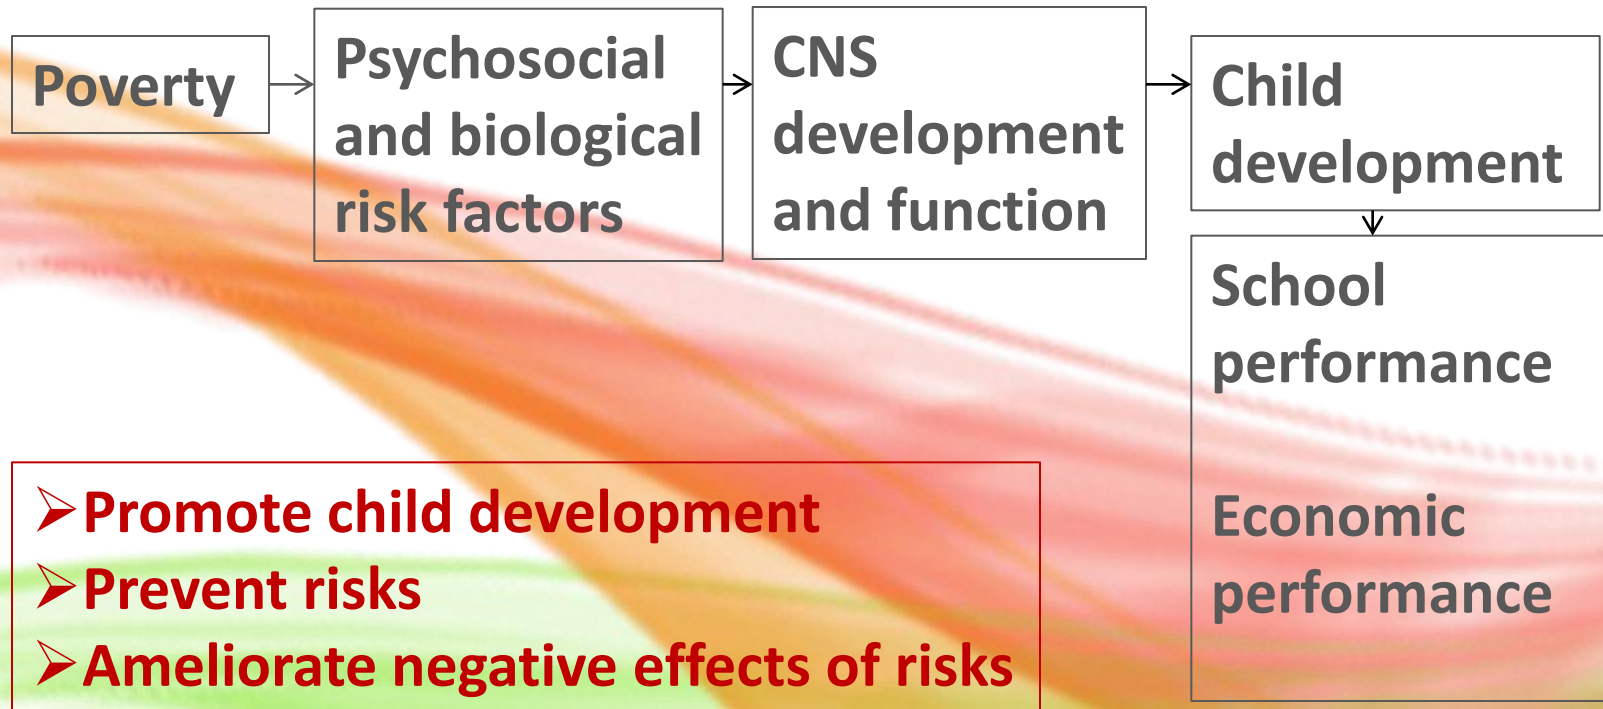 Poverty
Psychosocial
and biological
risk factors
CNS
development
and function
Child
development
School
performance
Economic
performance
➢Promote child development
➢Prevent risks
➢Ameliorate negative effects of risks